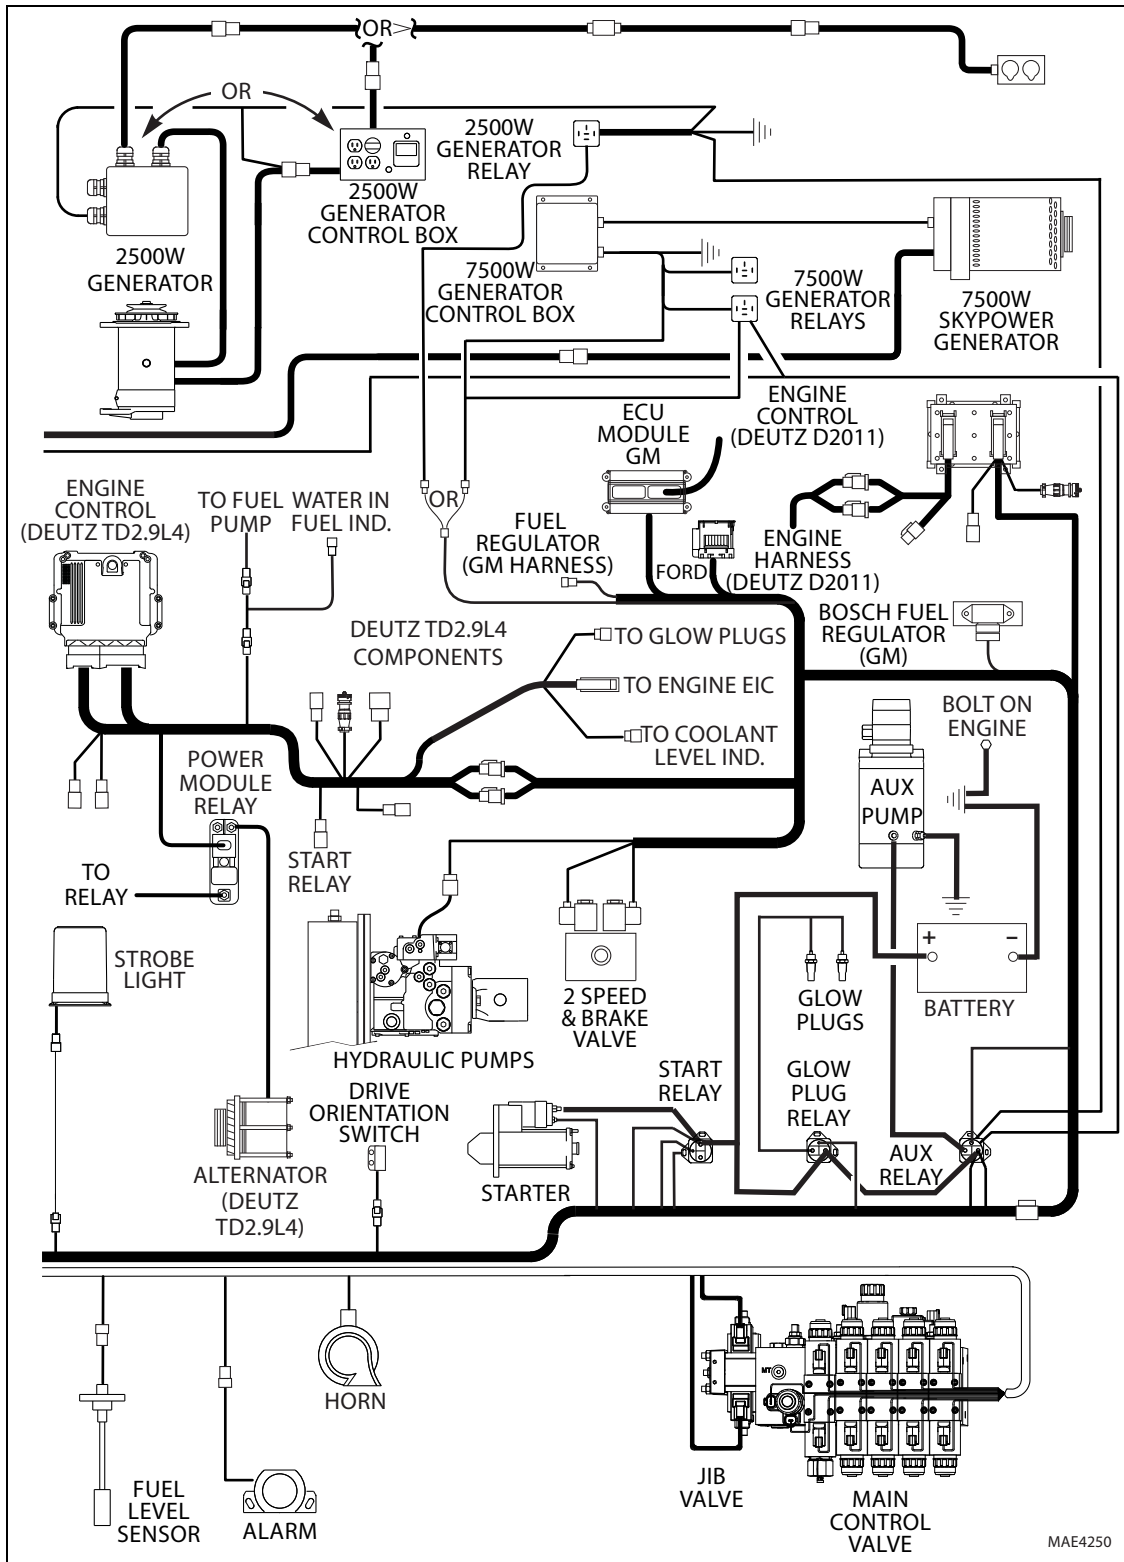 OR
OR
2500W
GENERATOR
RELAY
2500W
GENERATOR
CONTROL BOX
2500W
GENERATOR
7500W
GENERATOR
CONTROL BOX
7500W
GENERATOR
RELAYS
7500W
SKYPOWER
GENERATOR
ENGINE
CONTROL
(DEUTZ D2011)
ECU
MODULE
GM
ENGINE
CONTROL
(DEUTZ TD2.9L4)
TO FUEL
PUMP
WATER IN
FUEL IND.
OR
FUEL
REGULATOR
(GM HARNESS)
FORD
ENGINE
HARNESS
(DEUTZ D2011)
BOSCH FUEL
REGULATOR
(GM)
DEUTZ TD2.9L4
COMPONENTS
TO GLOW PLUGS
TO ENGINE EIC
TO COOLANT
LEVEL IND.
BOLT ON
ENGINE
AUX
PUMP
POWER
MODULE
RELAY
TO
RELAY
START
RELAY
STROBE
LIGHT
HYDRAULIC PUMPS
2 SPEED
& BRAKE
VALVE
GLOW
PLUGS
+
−
BATTERY
START
RELAY
GLOW
PLUG
RELAY
AUX
RELAY
DRIVE
ORIENTATION
SWITCH
STARTER
ALTERNATOR
(DEUTZ
TD2.9L4)
HORN
MT
FUEL
LEVEL
SENSOR
ALARM
JIB
VALVE
MAIN
CONTROL
VALVE
MAE4250